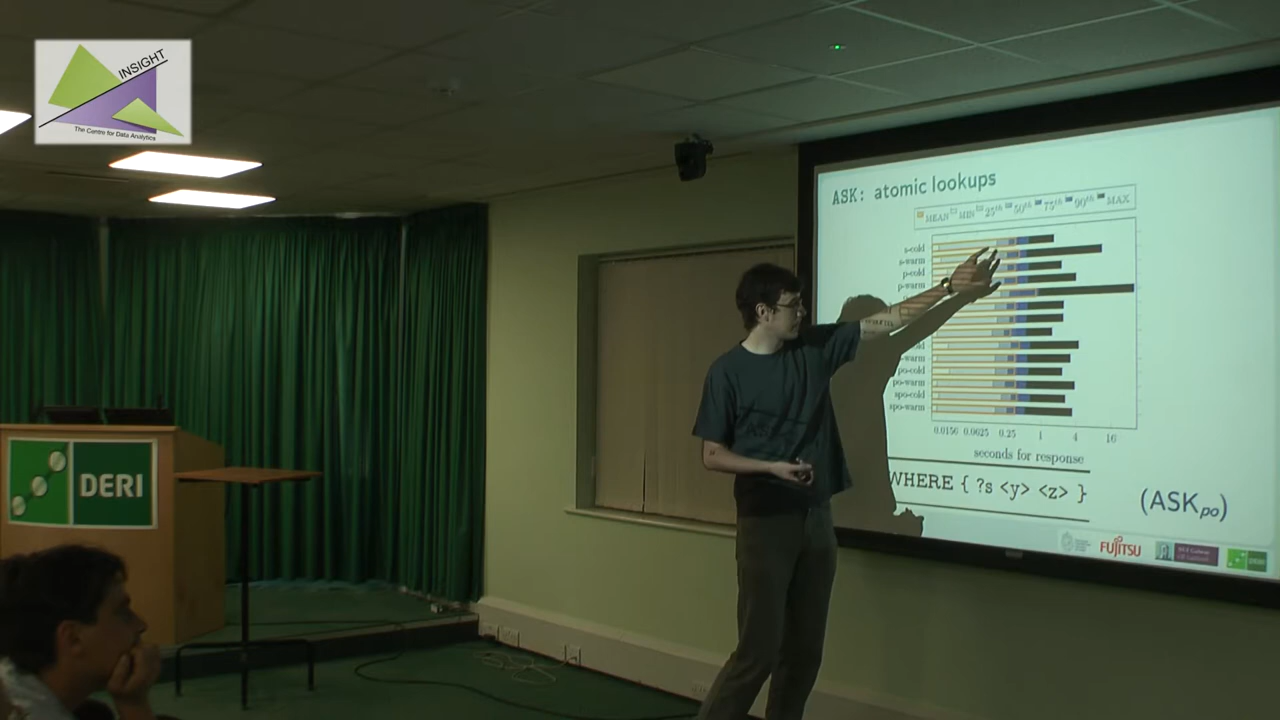 INSIGHT
The Centre for Data Analytics
ASK: atomic lookups
MEAN MIN 25th 50th 75th 90th MAX
s-cold
s-warm
p-cold
p-warm
po-cold
po-warm
spo-cold
spo-warm
0.0156 0.0625 0.25 1 4 16
seconds for response
WHERE { ?s <y> <z> }
(ASKpo)
FUJITSU
DERI
DERI